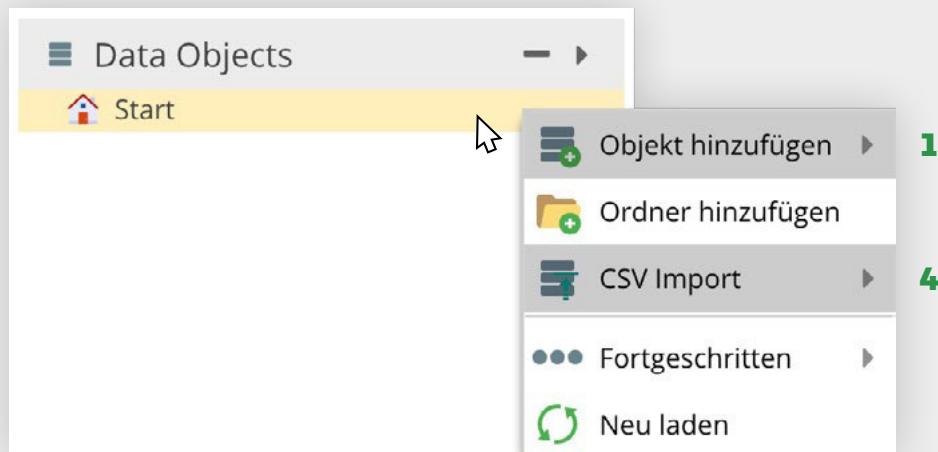 Data Objects
Start
Objekt hinzufügen 1
Ordner hinzufügen
CSV Import 4
Fortgeschritten
Neu laden